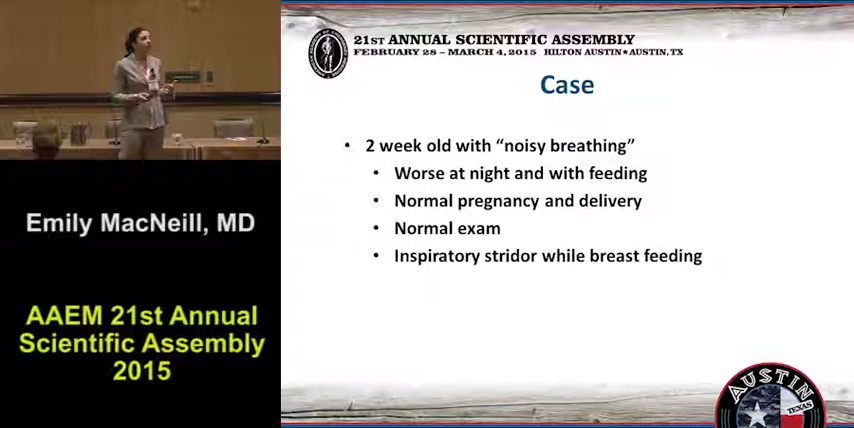 21ST ANNUAL SCIENTIFIC ASSEMBLY
FEBRUARY 28 – MARCH 4, 2015 HILTON AUSTIN★AUSTIN, TX
Case
• 2 week old with “noisy breathing”
• Worse at night and with feeding
• Normal pregnancy and delivery
• Normal exam
• Inspiratory stridor while breast feeding
Emily MacNeill, MD
AAEM 21st Annual
Scientific Assembly
2015
AUSTIN
TEXAS